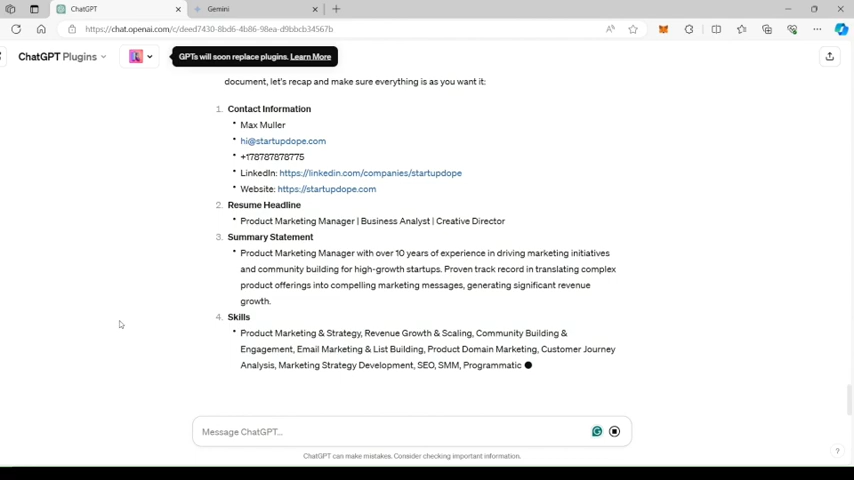 ChatGPT
Gemini
https://chat.openai.com/c/deed7430-8bd6-4b86-98ea-d9bbcb34567b
ChatGPT Plugins
GPTs will soon replace plugins. Learn More
document, let's recap and make sure everything is as you want it:
1. Contact Information
• Max Muller
• hi@startupdope.com
• +178787878775
• LinkedIn: https://linkedin.com/companies/startupdope
• Website: https://startupdope.com
2. Resume Headline
• Product Marketing Manager | Business Analyst | Creative Director
3. Summary Statement
• Product Marketing Manager with over 10 years of experience in driving marketing initiatives
and community building for high-growth startups. Proven track record in translating complex
product offerings into compelling marketing messages, generating significant revenue
growth.
4. Skills
• Product Marketing & Strategy, Revenue Growth & Scaling, Community Building &
Engagement, Email Marketing & List Building, Product Domain Marketing, Customer Journey
Analysis, Marketing Strategy Development, SEO, SMM, Programmatic
Message ChatGPT...
ChatGPT can make mistakes. Consider checking important information.
?